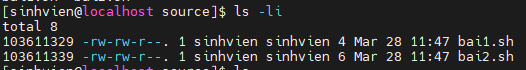 [sinhvien@localhost source]$ ls -li
total 8
103611329 -rw-rw-r--. 1 sinhvien sinhvien 4 Mar 28 11:47 bai1.sh
103611339 -rw-rw-r--. 1 sinhvien sinhvien 6 Mar 28 11:47 bai2.sh